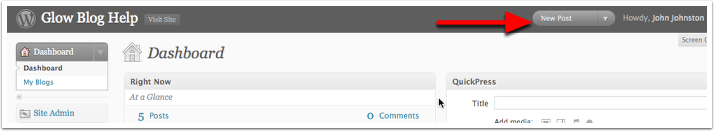 Glow Blog Help Visit Site New Post Howdy, John Johnston
Screen O
Dashboard
Dashboard
Dashboard
My Blogs
Site Admin
Right Now
At a Glance
5 Posts 0 Comments
QuickPress
Title
Add media: